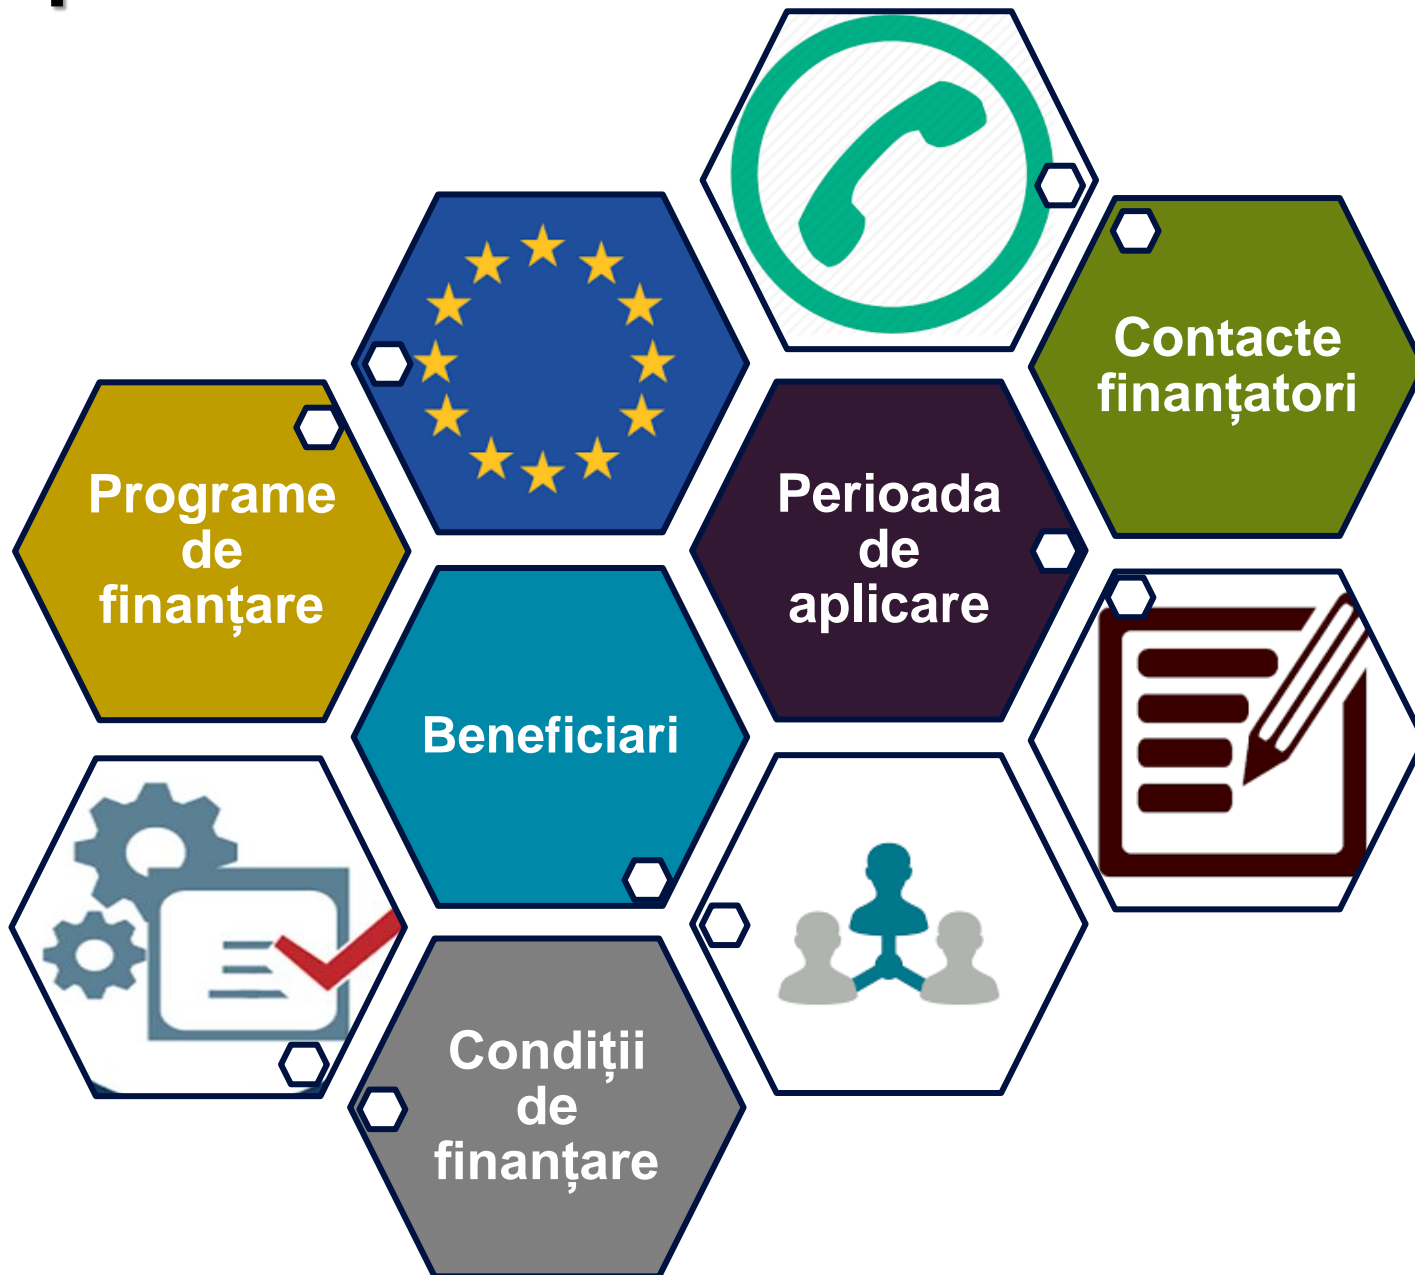 Contacte
finanțatori
Programe
de
finanțare
Perioada
de
aplicare
Beneficiari
Condiții
de
finanțare